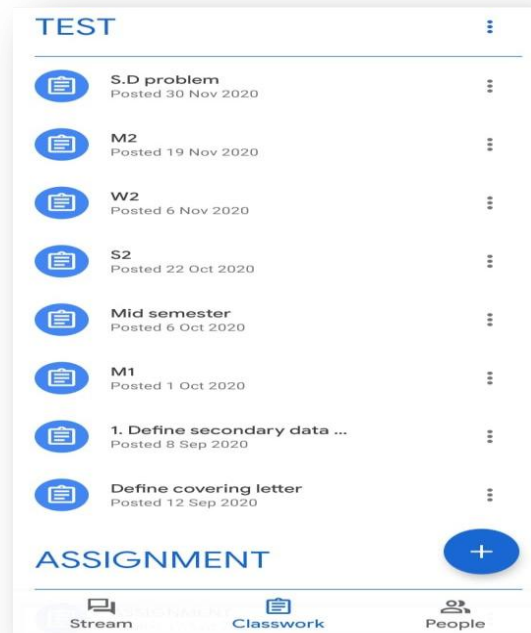 TEST
S.D problem
Posted 30 Nov 2020
M2
Posted 19 Nov 2020
W2
Posted 6 Nov 2020
S2
Posted 22 Oct 2020
Mid semester
Posted 6 Oct 2020
M1
Posted 1 Oct 2020
1. Define secondary data ...
Posted 8 Sep 2020
Define covering letter
Posted 12 Sep 2020
ASSIGNMENT
Stream
Classwork
People